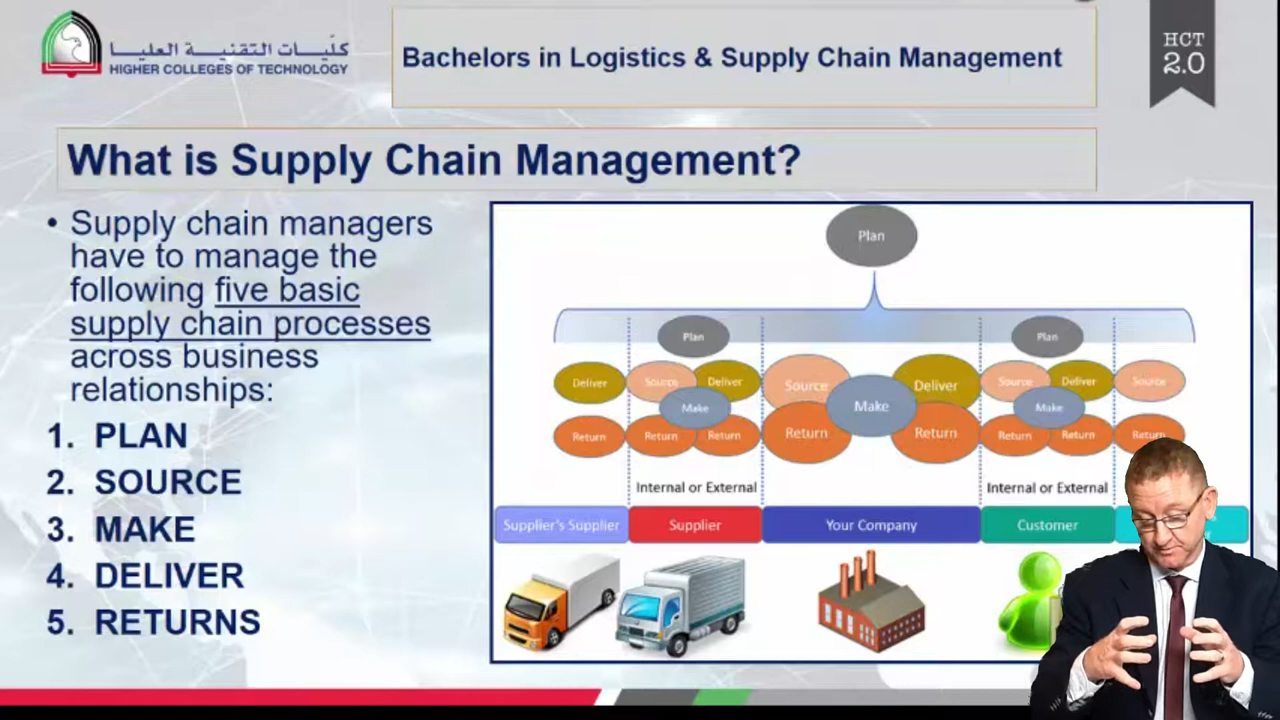 كليات التقنية العليا
HIGHER COLLEGES OF TECHNOLOGY
Bachelors in Logistics & Supply Chain Management
HCT
2.0
What is Supply Chain Management?
• Supply chain managers
have to manage the
following five basic
supply chain processes
across business
relationships:
1. PLAN
2. SOURCE
3. MAKE
4. DELIVER
5. RETURNS
Plan
Plan
Plan
Deliver
Source
Deliver
Source
Deliver
Source
Deliver
Source
Make
Make
Make
Return
Return
Return
Return
Return
Return
Return
Return
Internal or External
Internal or External
Supplier's Supplier
Supplier
Your Company
Customer